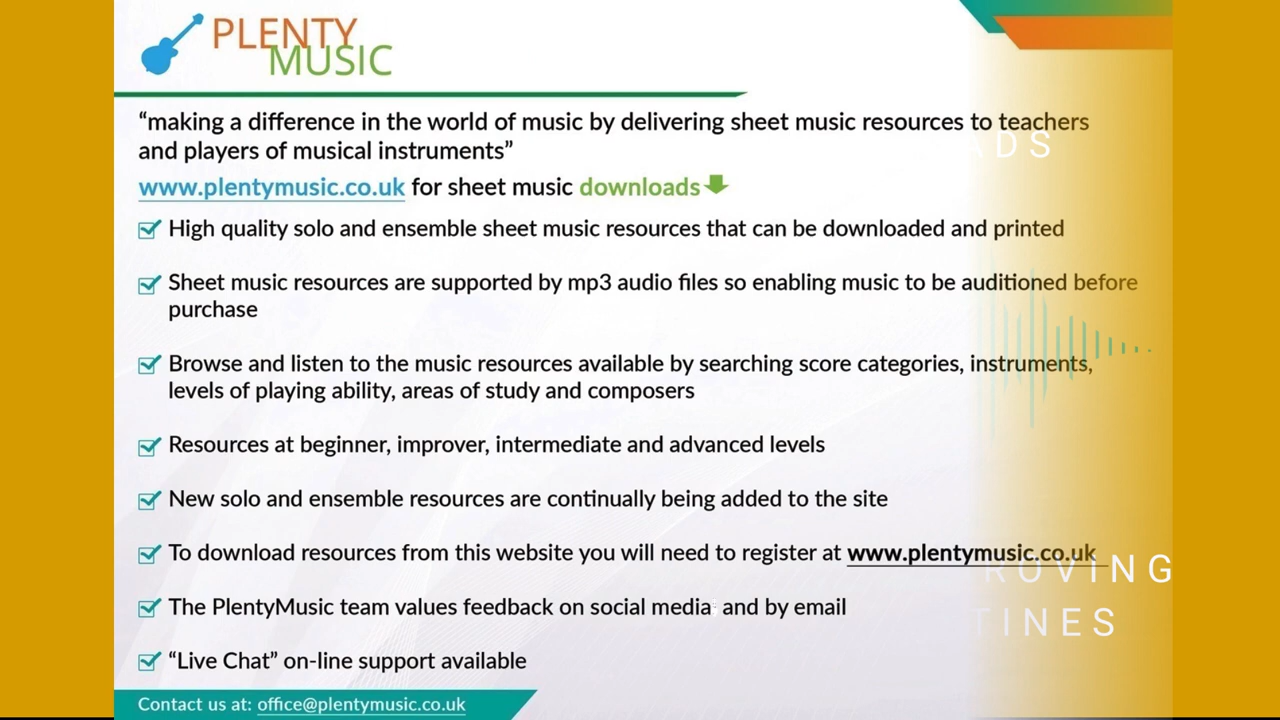 PLENTY
MUSIC
“making a difference in the world of music by delivering sheet music resources to teachers
and players of musical instruments”
www.plentymusic.co.uk for sheet music downloads
High quality solo and ensemble sheet music resources that can be downloaded and printed
Sheet music resources are supported by mp3 audio files so enabling music to be auditioned before
purchase
Browse and listen to the music resources available by searching score categories, instruments,
levels of playing ability, areas of study and composers
Resources at beginner, improver, intermediate and advanced levels
New solo and ensemble resources are continually being added to the site
To download resources from this website you will need to register at www.plentymusic.co.uk
The PlentyMusic team values feedback on social media and by email
“Live Chat” on-line support available
Contact us at: office@plentymusic.co.uk